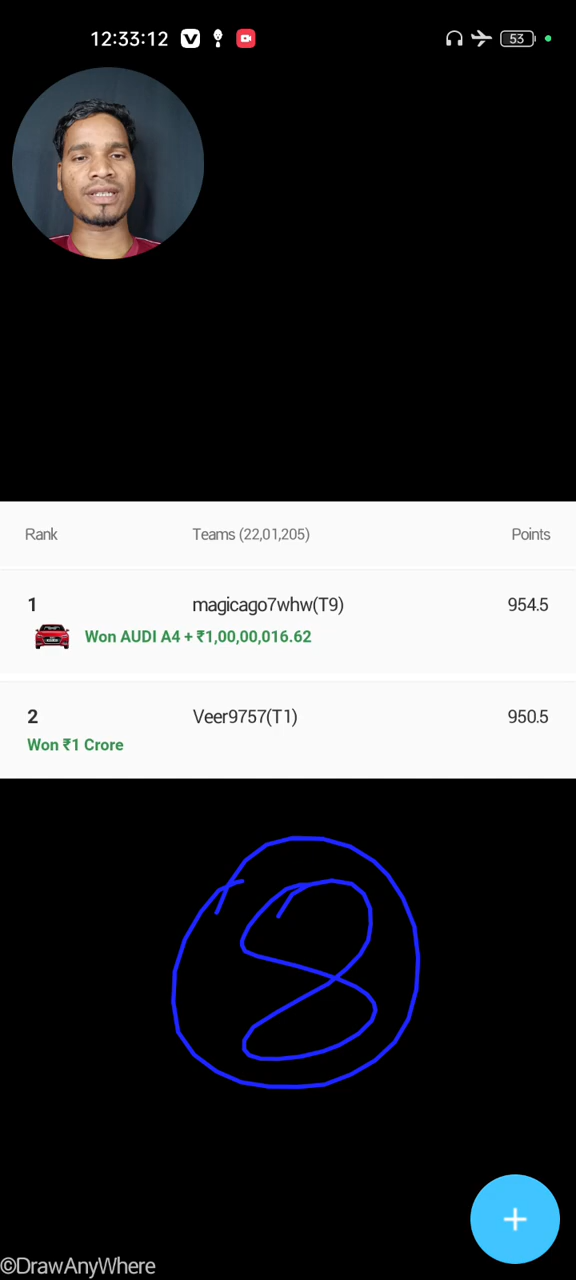 12:33:12 V 53
Rank Teams (22,01,205) Points
1 magicago7whw(T9) 954.5
Won AUDI A4 + ₹1,00,00,016.62
2 Veer9757(T1) 950.5
Won ₹1 Crore
8
+
©DrawAnyWhere